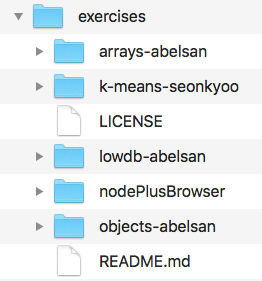 exercises
arrays-abelsan
k-means-seonkyoo
LICENSE
lowdb-abelsan
nodePlusBrowser
objects-abelsan
README.md